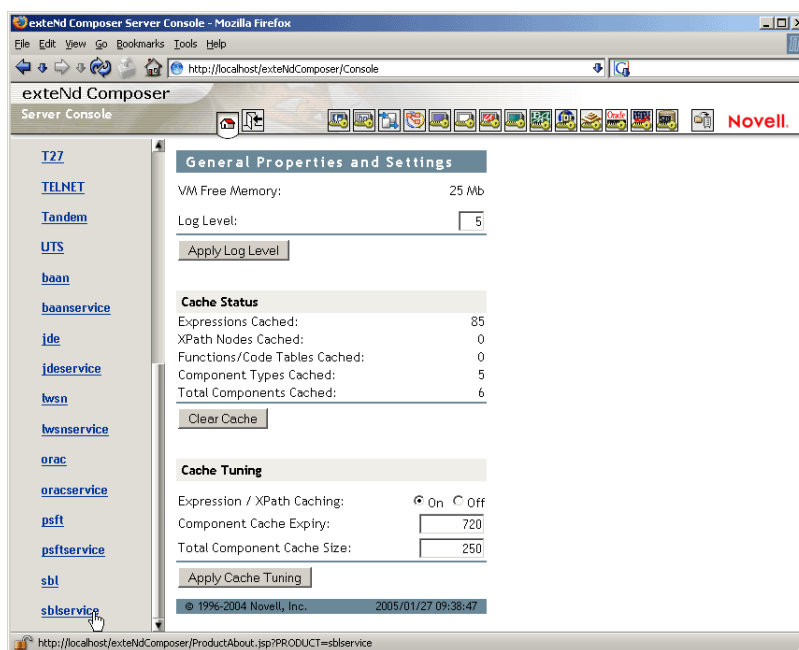 exteNd Composer Server Console - Mozilla Firefox
File Edit View Go Bookmarks Tools Help
http://localhost/exteNdComposer/Console
exteNd Composer
Server Console
Novell.
T27
TELNET
Tandem
UTS
baan
baanservice
jde
jdeservice
lwsn
lwsnservice
orac
oracservice
psft
psftservice
sbl
sblservice
General Properties and Settings
VM Free Memory: 25 Mb
Log Level: 5
Apply Log Level
Cache Status
Expressions Cached: 85
XPath Nodes Cached: 0
Functions/Code Tables Cached: 0
Component Types Cached: 5
Total Components Cached: 6
Clear Cache
Cache Tuning
Expression / XPath Caching: On Off
Component Cache Expiry: 720
Total Component Cache Size: 250
Apply Cache Tuning
© 1996-2004 Novell, Inc. 2005/01/27 09:38:47
http://localhost/exteNdComposer/ProductAbout.jsp?PRODUCT=sblservice